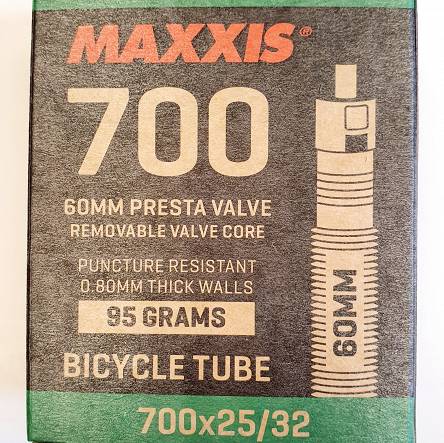 MAXXIS®
700
60MM PRESTA VALVE
REMOVABLE VALVE CORE
PUNCTURE RESISTANT
0.80MM THICK WALLS
95 GRAMS
60MM
BICYCLE TUBE
700x25/32